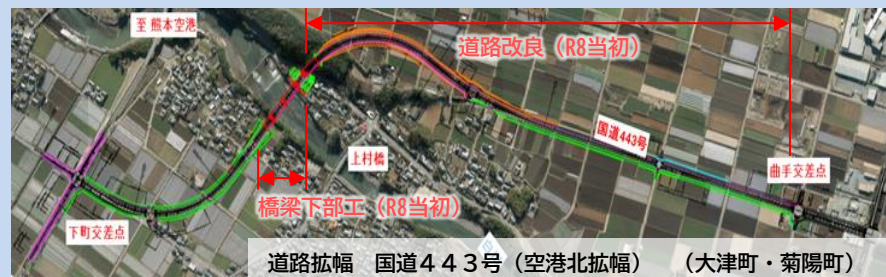 至 熊本空港
道路改良（R8当初）
国道443号
上村橋
曲手交差点
橋梁下部工（R8当初）
下町交差点
道路拡幅　国道４４３号（空港北拡幅）　（大津町・菊陽町）